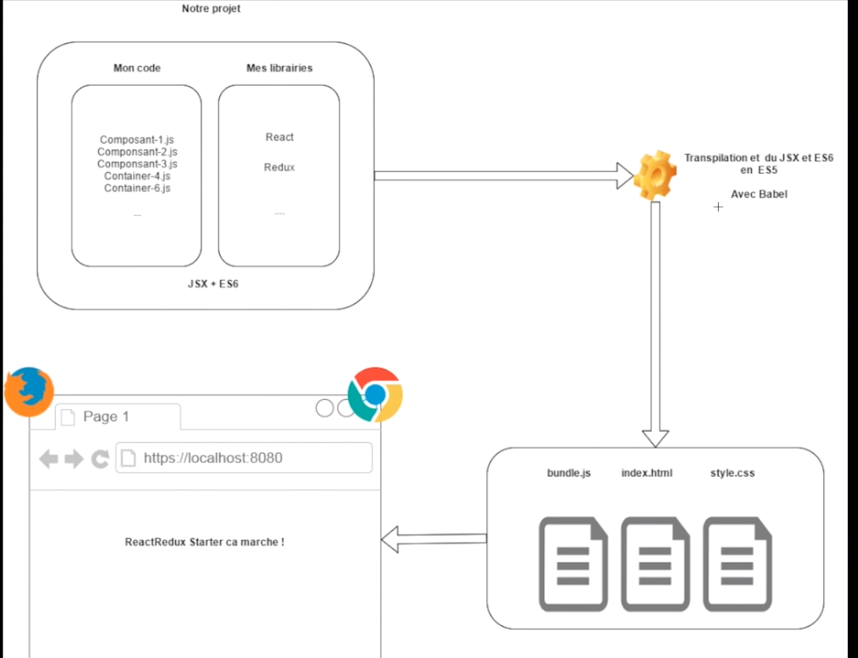 Notre projet
Mon code
Mes librairies
Composant-1.js
Componsant-2.js
Componsant-3.js
Container-4.js
Container-6.js
...
React
Redux
....
JSX + ES6
Transpilation et du JSX et ES6
en ES5
Avec Babel
Page 1
https://localhost:8080
ReactRedux Starter ca marche !
bundle.js
index.html
style.css